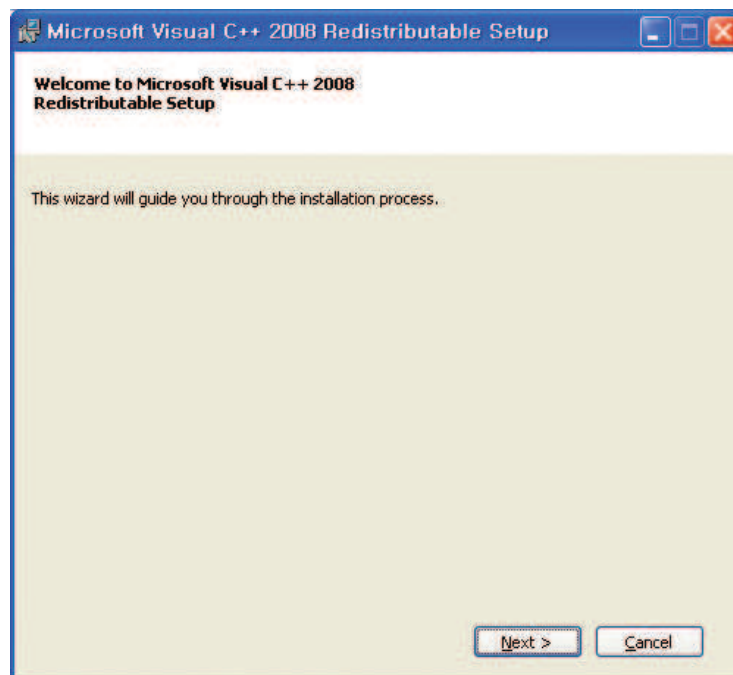 Microsoft Visual C++ 2008 Redistributable Setup
Welcome to Microsoft Visual C++ 2008
Redistributable Setup
This wizard will guide you through the installation process.
Next > Cancel